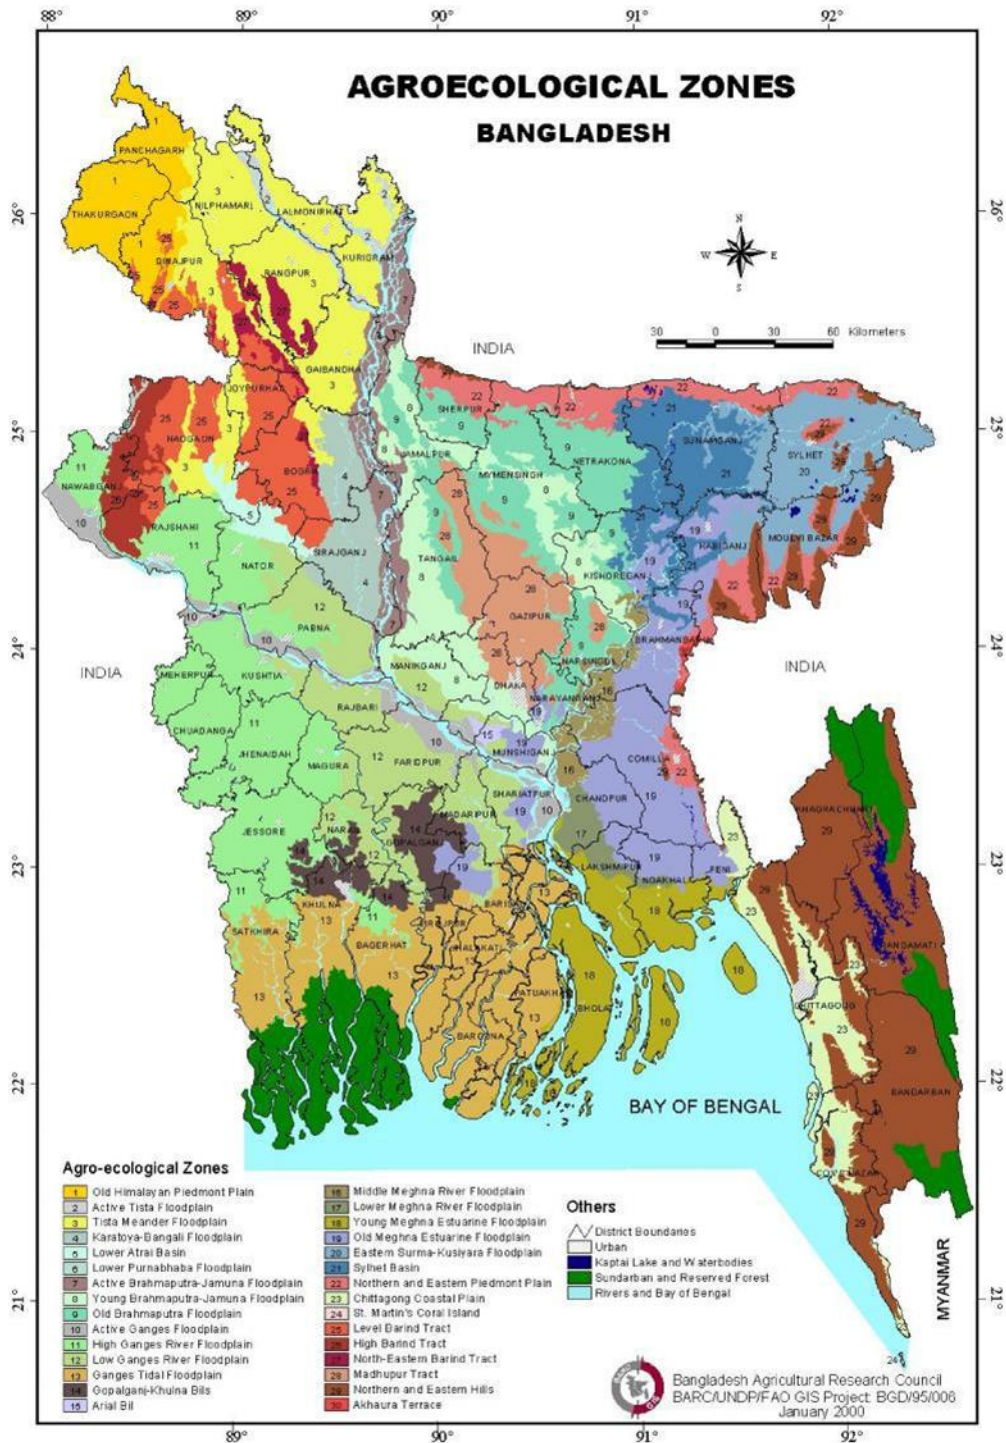 88°
89°
90°
91°
92°
AGROECOLOGICAL ZONES
BANGLADESH
26°
26°
N
W
E
S
30 0 30 60 Kilometers
PANCHAGARH
THAKURGAON
NILPHAMARI
LALMONIRHAT
DINAJPUR
RANGPUR
KURIGRAM
INDIA
GAIBANDHA
JOYPURHAT
SHERPUR
25°
25°
NAOGAON
JAMALPUR
SUNAMGANJ
SYLHET
NETRAKONA
MYMENSINGH
BOGRA
NAWABGANJ
RAJSHAHI
SIRAJGANJ
TANGAIL
HABIGANJ
MOULVI BAZAR
NATOR
KISHOREGANJ
PABNA
GAZIPUR
24°
24°
INDIA
INDIA
MEHERPUR
KUSHTIA
MANIKGANJ
DHAKA
NARSINGDI
NARAYANGANJ
RAJBARI
CHUADANGA
JHENAIDAH
MAGURA
FARIDPUR
MUNSHIGANJ
COMILLA
SHARIATPUR
CHANDPUR
MADARIPUR
JESSORE
NARAIL
GOPALGANJ
KHAGRACHHARI
23°
23°
LAKSHMIPUR
NOAKHALI
FENI
KHULNA
SATKHIRA
BAGERHAT
BARISAL
PIROJPUR
JHALAKATI
RANGAMATI
PATUAKHALI
BHOLA
CHITTAGONG
BARGUNA
22°
22°
BANDARBAN
BAY OF BENGAL
COX'S BAZAR
MYANMAR
21°
21°
Agro-ecological Zones
1 Old Himalayan Piedmont Plain
2 Active Tista Floodplain
3 Tista Meander Floodplain
4 Karatoya-Bangali Floodplain
5 Lower Atrai Basin
6 Lower Purnabhaba Floodplain
7 Active Brahmaputra-Jamuna Floodplain
8 Young Brahmaputra-Jamuna Floodplain
9 Old Brahmaputra Floodplain
10 Active Ganges Floodplain
11 High Ganges River Floodplain
12 Low Ganges River Floodplain
13 Ganges Tidal Floodplain
14 Gopalganj-Khulna Bils
15 Arial Bil
16 Middle Meghna River Floodplain
17 Lower Meghna River Floodplain
18 Young Meghna Estuarine Floodplain
19 Old Meghna Estuarine Floodplain
20 Eastern Surma-Kusiyara Floodplain
21 Sylhet Basin
22 Northern and Eastern Piedmont Plain
23 Chittagong Coastal Plain
24 St. Martin's Coral Island
25 Level Barind Tract
26 High Barind Tract
27 North-Eastern Barind Tract
28 Madhupur Tract
29 Northern and Eastern Hills
30 Akhaura Terrace
Others
District Boundaries
Urban
Kaptai Lake and Waterbodies
Sundarban and Reserved Forest
Rivers and Bay of Bengal
24
Bangladesh Agricultural Research Council
BARC/UNDP/FAO GIS Project: BGD/95/006
January 2000
89°
90°
91°
92°